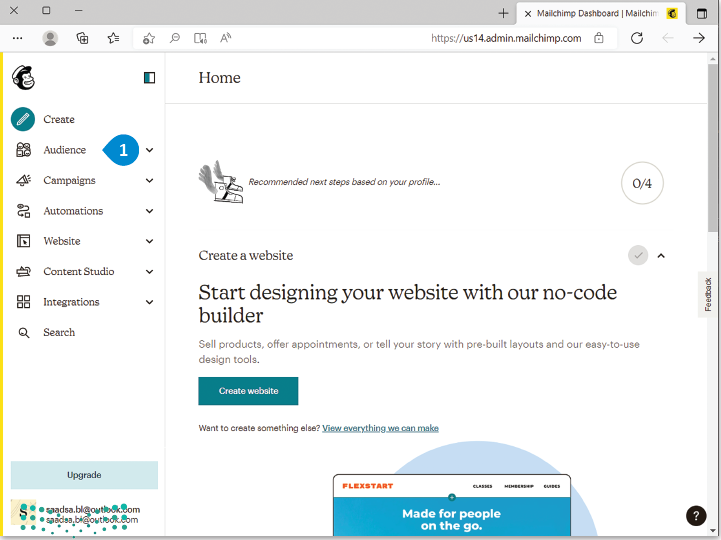 Mailchimp Dashboard | Mailchim
https://us14.admin.mailchimp.com
Home
Create
Audience
1
Campaigns
Automations
Website
Content Studio
Integrations
Search
Recommended next steps based on your profile...
0/4
Create a website
Start designing your website with our no-code
builder
Sell products, offer appointments, or tell your story with pre-built layouts and our easy-to-use
design tools.
Create website
Want to create something else? View everything we can make
Feedback
Upgrade
S
saadsa.bl@outlook.com
saadsa.bl@outlook.com
FLEXSTART
CLASSES MEMBERSHIP GUIDES
Made for people
on the go.
?